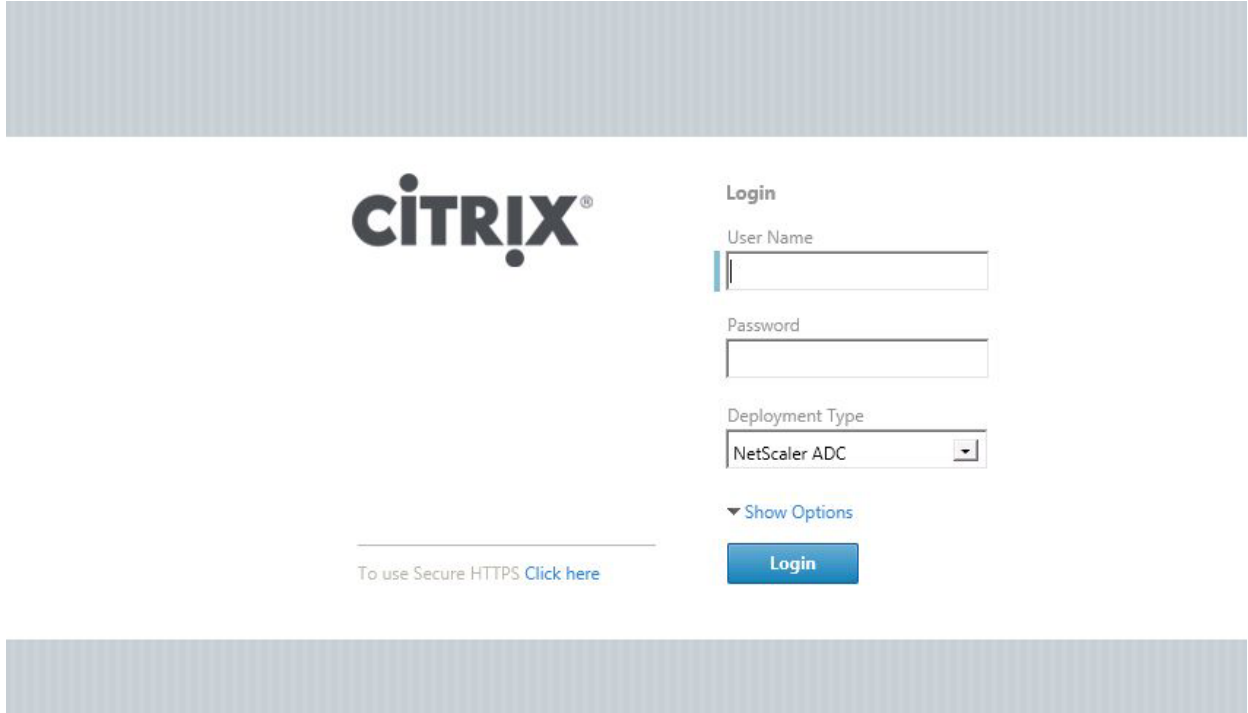 CITRIX®
Login
User Name
Password
Deployment Type
NetScaler ADC
Show Options
To use Secure HTTPS Click here
Login